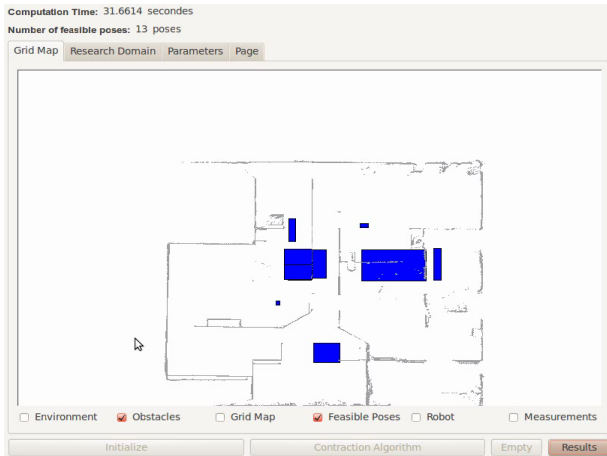 Computation Time: 31.6614 secondes
Number of feasible poses: 13 poses
Grid Map Research Domain Parameters Page
Environment Obstacles Grid Map Feasible Poses Robot Measurements
Initialize Contraction Algorithm Empty Results